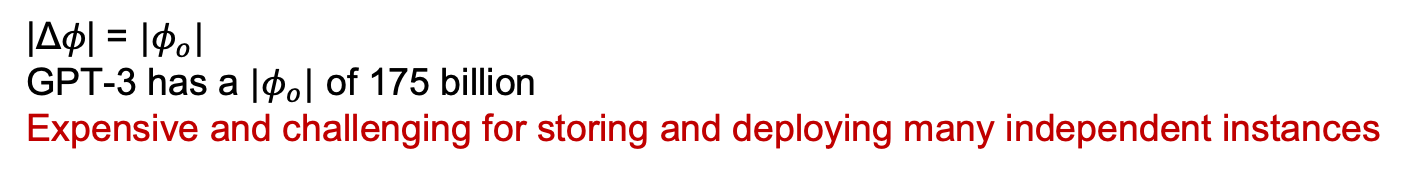 |Δ𝜙| = |𝜙ₒ|
GPT-3 has a |𝜙ₒ| of 175 billion
Expensive and challenging for storing and deploying many independent instances